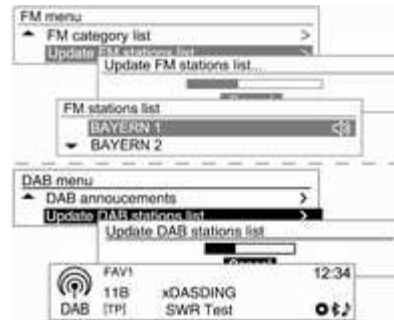 FM menu
FM category list >
Update FM stations list >
Update FM stations list...
FM stations list
BAYERN 1
BAYERN 2
DAB menu
DAB annoucements >
Update DAB stations list >
Update DAB stations list
Cancel
FAV1 12:34
11B xDASDING
DAB [TP] SWR Test